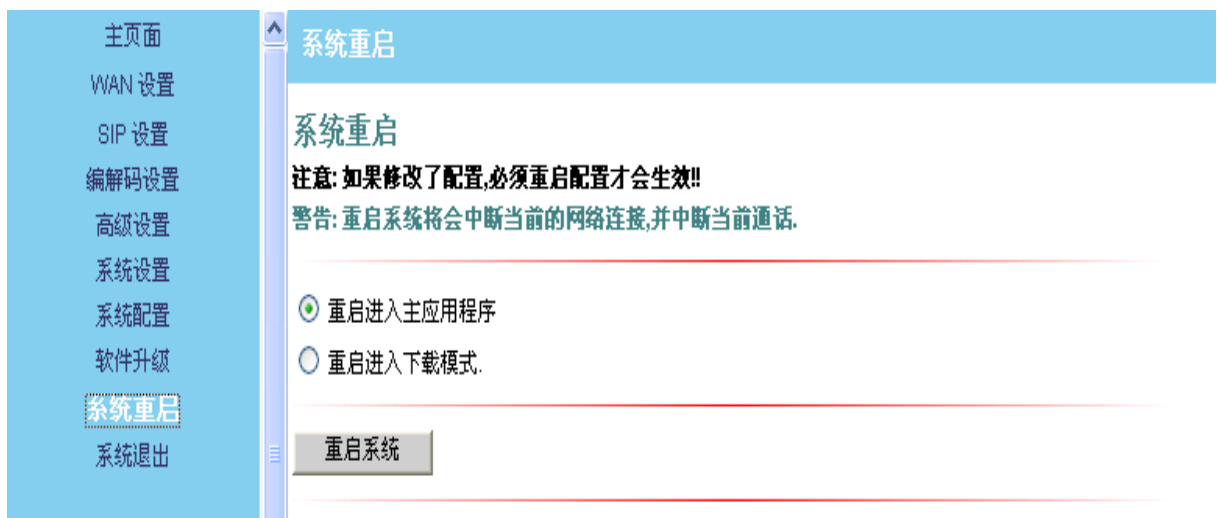 主页面
WAN 设置
SIP 设置
编解码设置
高级设置
系统设置
系统配置
软件升级
系统重启
系统退出
系统重启
系统重启
注意: 如果修改了配置,必须重启配置才会生效!!
警告: 重启系统将会中断当前的网络连接,并中断当前通话.
重启进入主应用程序
重启进入下载模式.
重启系统